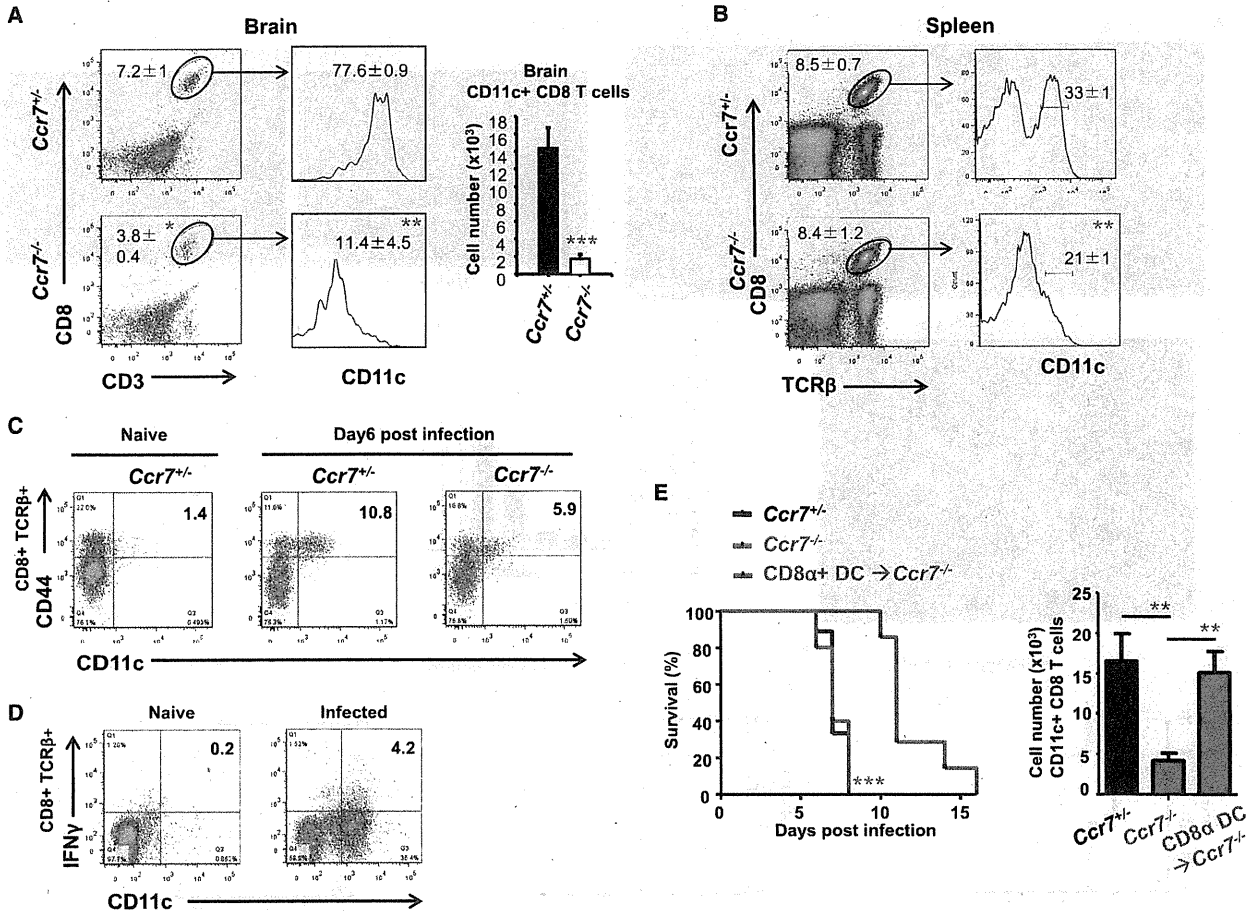 A
Brain
Ccr7+/-
7.2±1
77.6±0.9
Ccr7-/-
3.8±
0.4
*
**
11.4±4.5
CD8
CD3
CD11c
Brain
CD11c+ CD8 T cells
Cell number (x10³)
18
16
14
12
10
8
6
4
2
0
***
Ccr7+/-
Ccr7-/-
B
Spleen
Ccr7+/-
8.5±0.7
33±1
Ccr7-/-
8.4±1.2
**
21±1
CD8
TCRβ
CD11c
C
Naive
Day6 post infection
Ccr7+/-
Ccr7+/-
Ccr7-/-
CD8+ TCRβ+
CD44
1.4
10.8
5.9
CD11c
D
Naive
Infected
CD8+ TCRβ+
IFNγ
0.2
4.2
CD11c
E
Ccr7+/-
Ccr7-/-
CD8α+ DC →Ccr7-/-
Survival (%)
100
80
60
40
20
0
***
0 5 10 15
Days post infection
Cell number (x10³)
CD11c+ CD8 T cells
25
20
15
10
5
0
**
**
Ccr7+/-
Ccr7-/-
CD8α DC
→Ccr7-/-